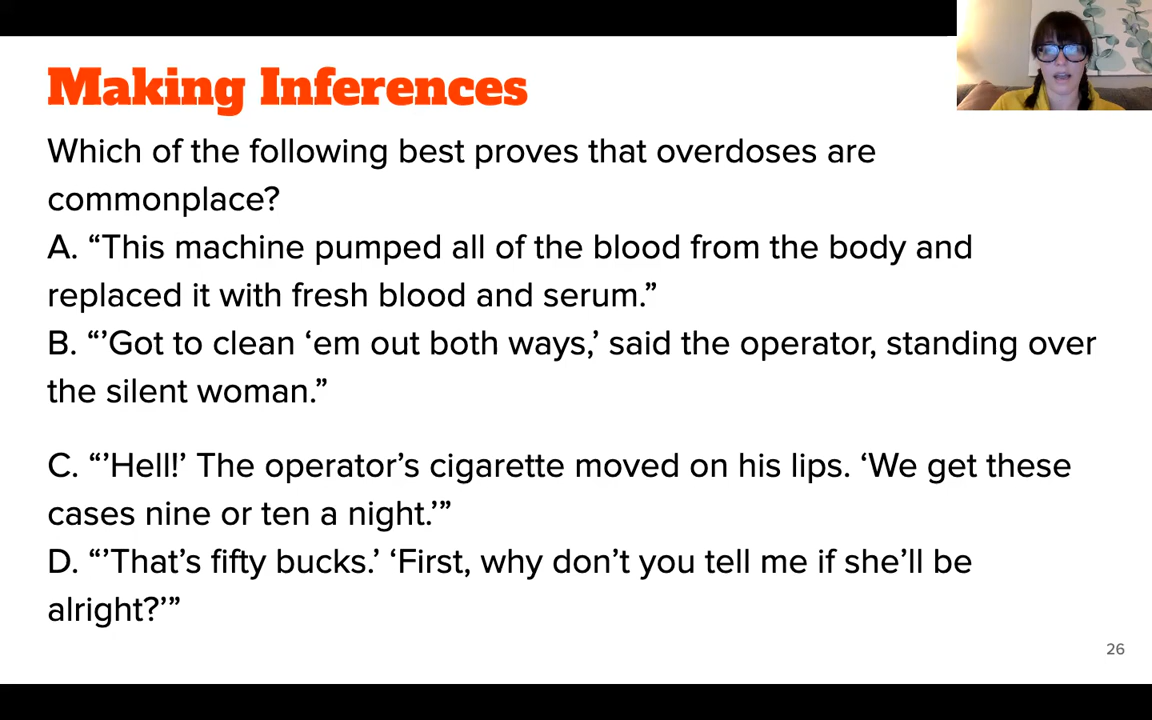 Making Inferences
Which of the following best proves that overdoses are
commonplace?
A. “This machine pumped all of the blood from the body and
replaced it with fresh blood and serum.”
B. “’Got to clean ‘em out both ways,’ said the operator, standing over
the silent woman.”
C. “’Hell!’ The operator’s cigarette moved on his lips. ‘We get these
cases nine or ten a night.’”
D. “’That’s fifty bucks.’ ‘First, why don’t you tell me if she’ll be
alright?’”
26